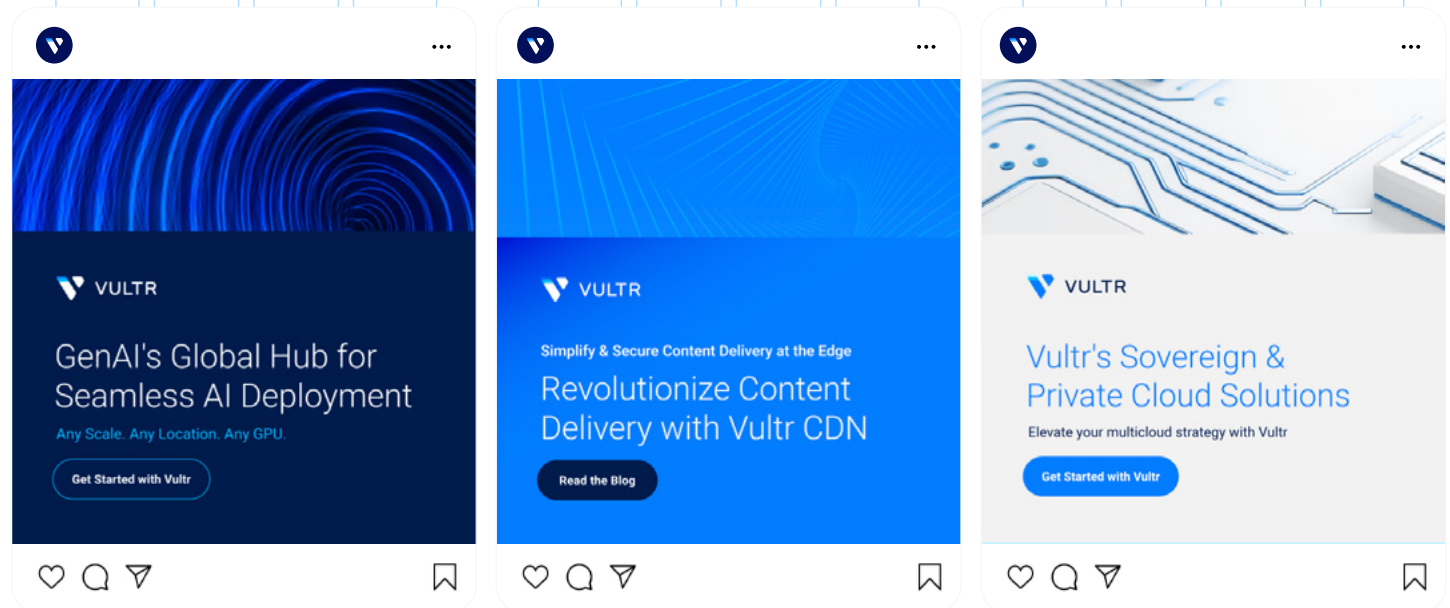 VULTR
GenAI's Global Hub for
Seamless AI Deployment
Any Scale. Any Location. Any GPU.
Get Started with Vultr
VULTR
Simplify & Secure Content Delivery at the Edge
Revolutionize Content
Delivery with Vultr CDN
Read the Blog
VULTR
Vultr's Sovereign &
Private Cloud Solutions
Elevate your multicloud strategy with Vultr
Get Started with Vultr